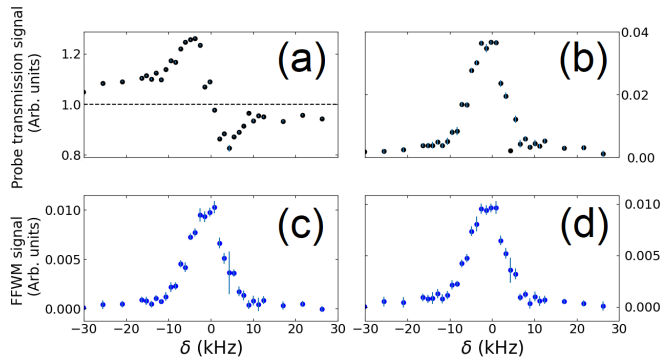 Probe transmission signal
(Arb. units)
1.2
1.0
0.8
(a)
(b)
0.04
0.02
0.00
FFWM signal
(Arb. units)
0.010
0.005
0.000
(c)
(d)
0.010
0.005
0.000
−30 −20 −10 0 10 20 30
−20 −10 0 10 20 30
δ (kHz)
δ (kHz)